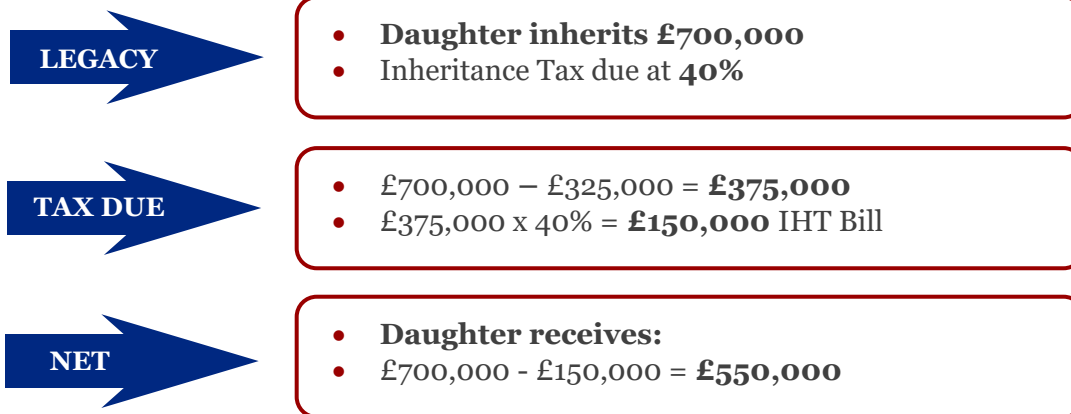 LEGACY
• Daughter inherits £700,000
• Inheritance Tax due at 40%
TAX DUE
• £700,000 – £325,000 = £375,000
• £375,000 x 40% = £150,000 IHT Bill
NET
• Daughter receives:
• £700,000 - £150,000 = £550,000